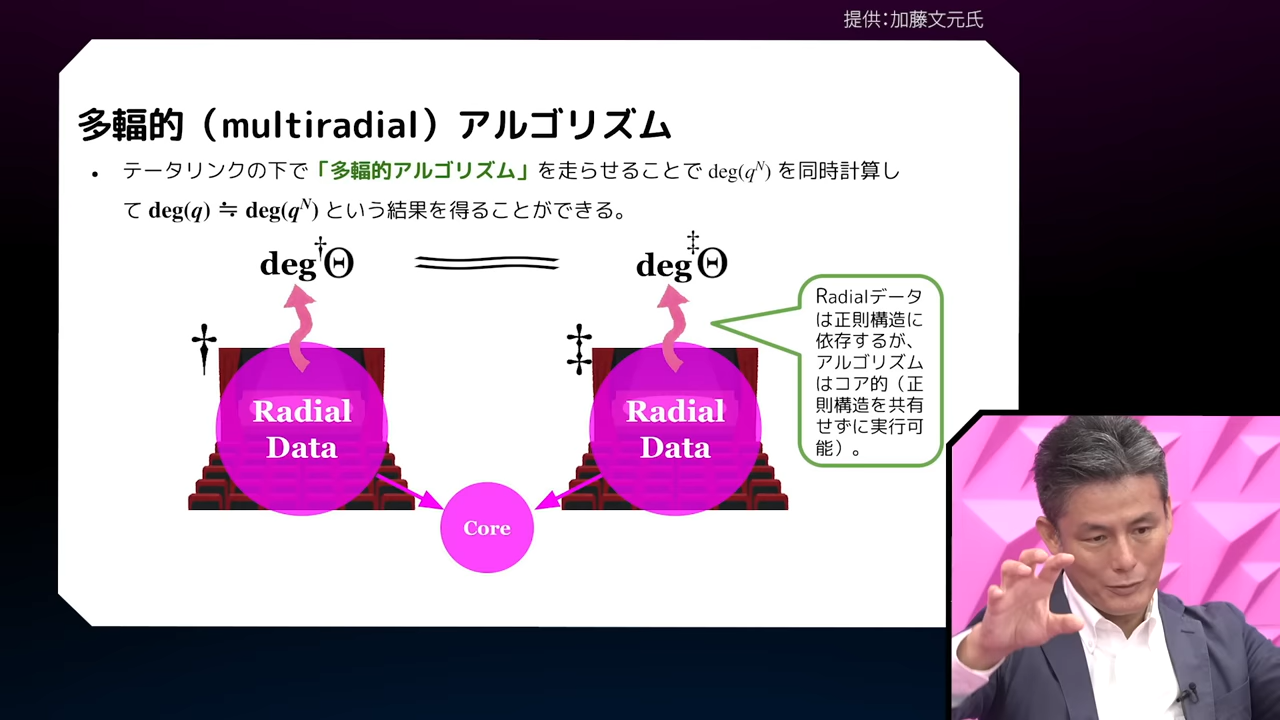 提供：加藤文元氏
多輻的（multiradial）アルゴリズム
• テータリンクの下で「多輻的アルゴリズム」を走らせることで deg(q^N) を同時計算し
て deg(q) ≒ deg(q^N) という結果を得ることができる。
deg †Θ
deg ‡Θ
†
‡
Radial
Data
Radial
Data
Core
Radialデータ
は正則構造に
依存するが、
アルゴリズム
はコア的（正
則構造を共有
せずに実行可
能）。